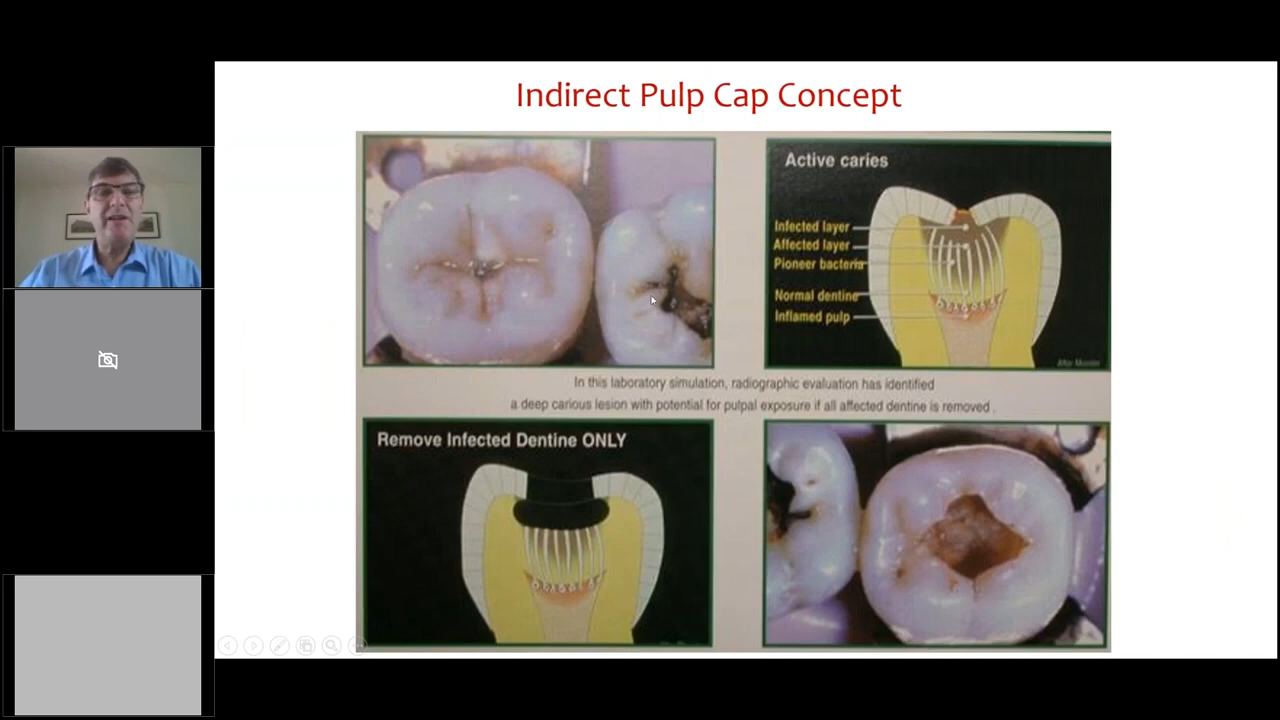 Indirect Pulp Cap Concept
Active caries
Infected layer
Affected layer
Pioneer bacteria
Normal dentine
Inflamed pulp
In this laboratory simulation, radiographic evaluation has identified
a deep carious lesion with potential for pulpal exposure if all affected dentine is removed .
Remove Infected Dentine ONLY